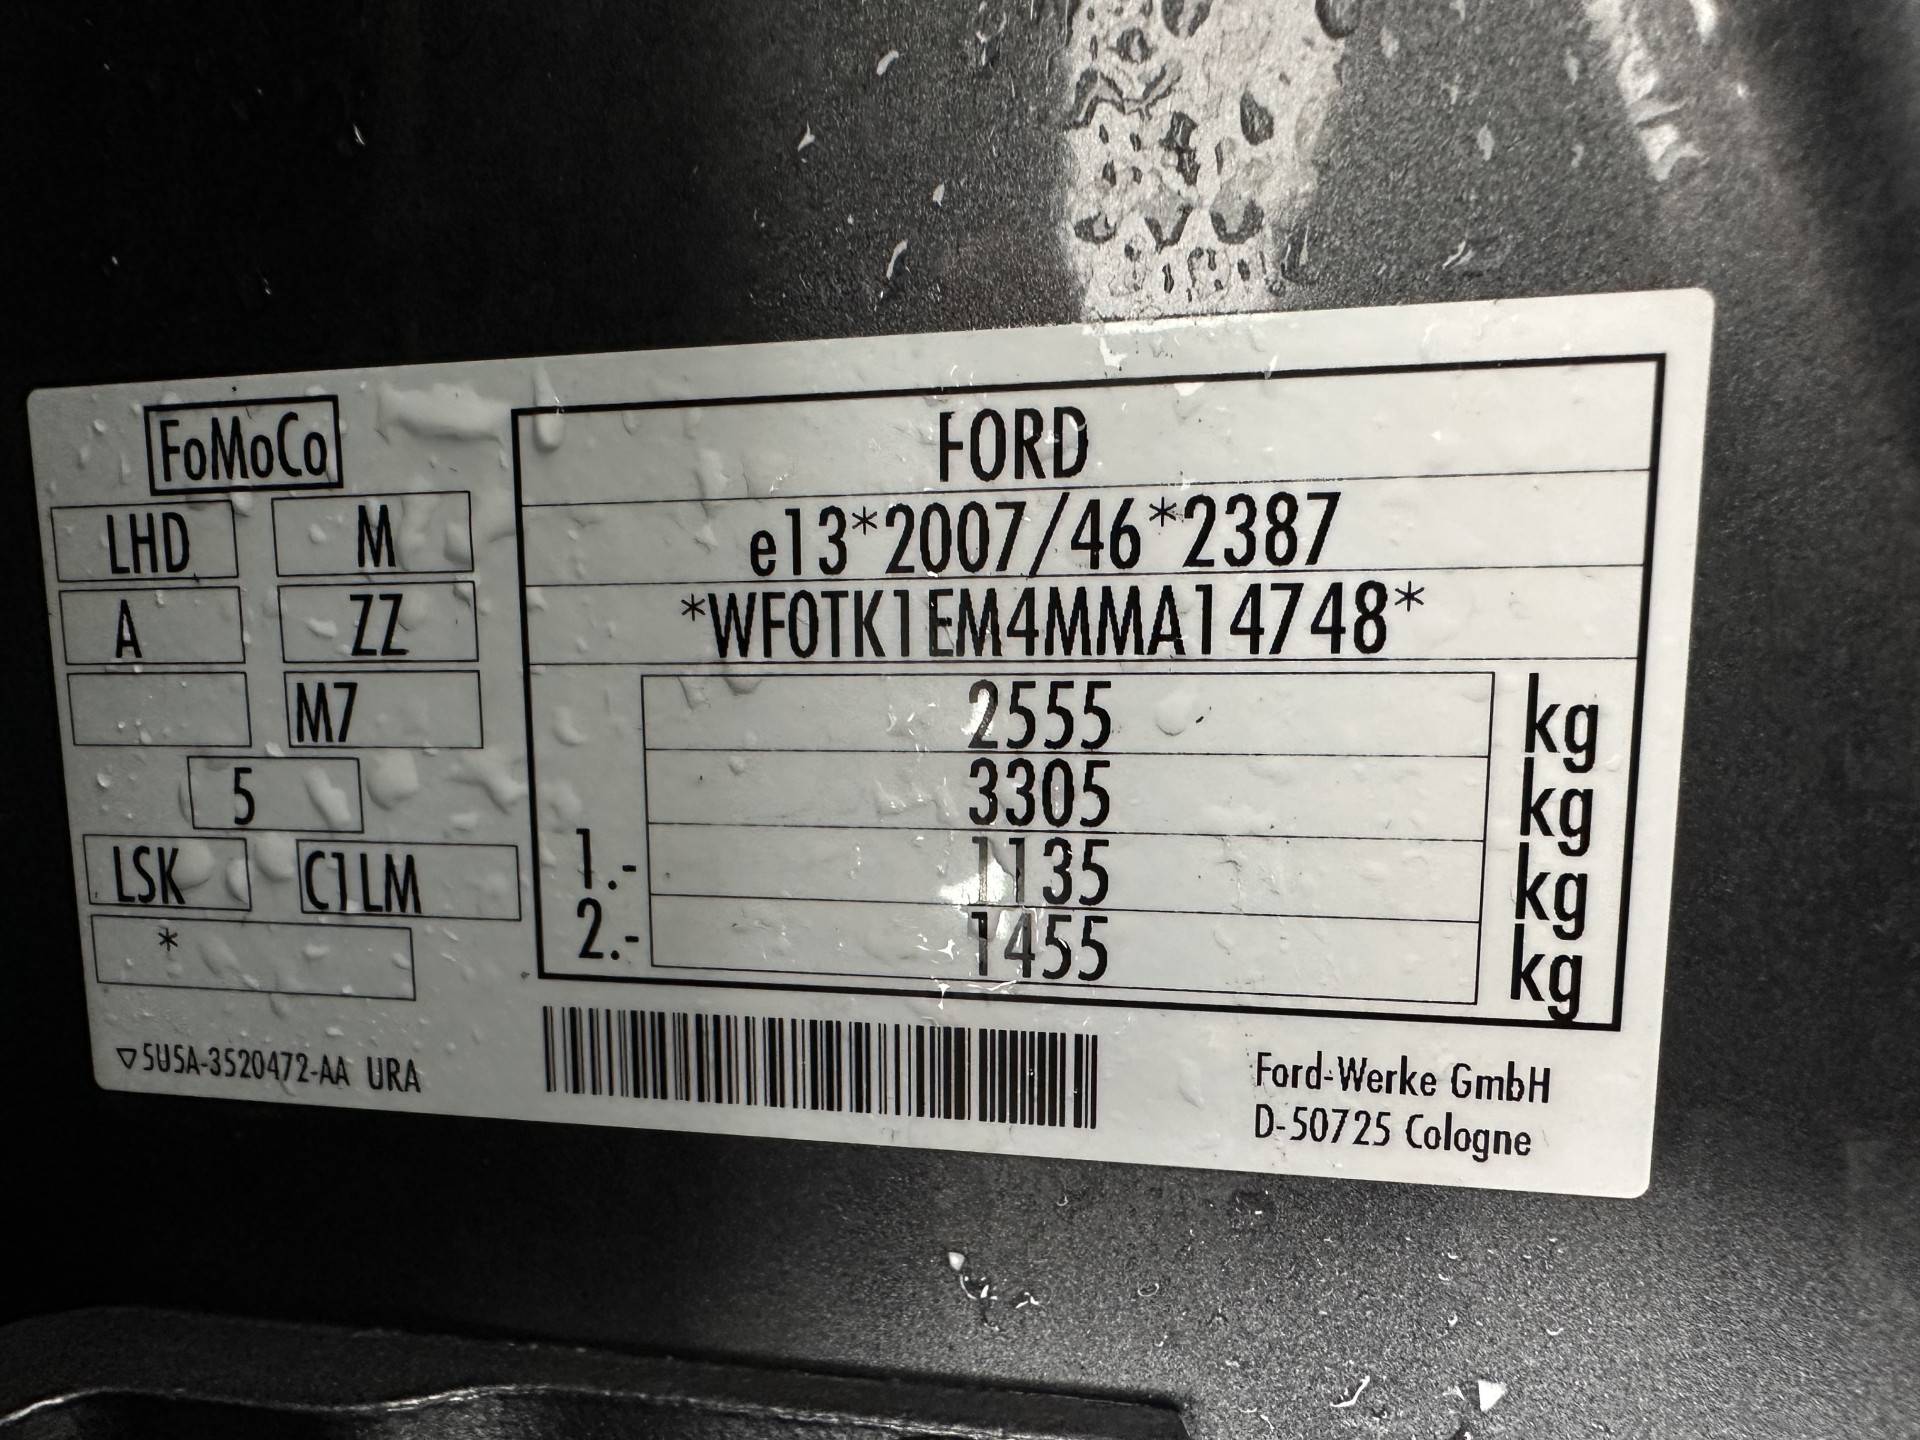 FoMoCo
LHD M
A ZZ
M7
5
LSK C1LM
*
▽5U5A-3520472-AA URA
FORD
e13*2007/46*2387
*WF0TK1EM4MMA14748*
2555 kg
3305 kg
1.- 1135 kg
2.- 1455 kg
Ford-Werke GmbH
D-50725 Cologne